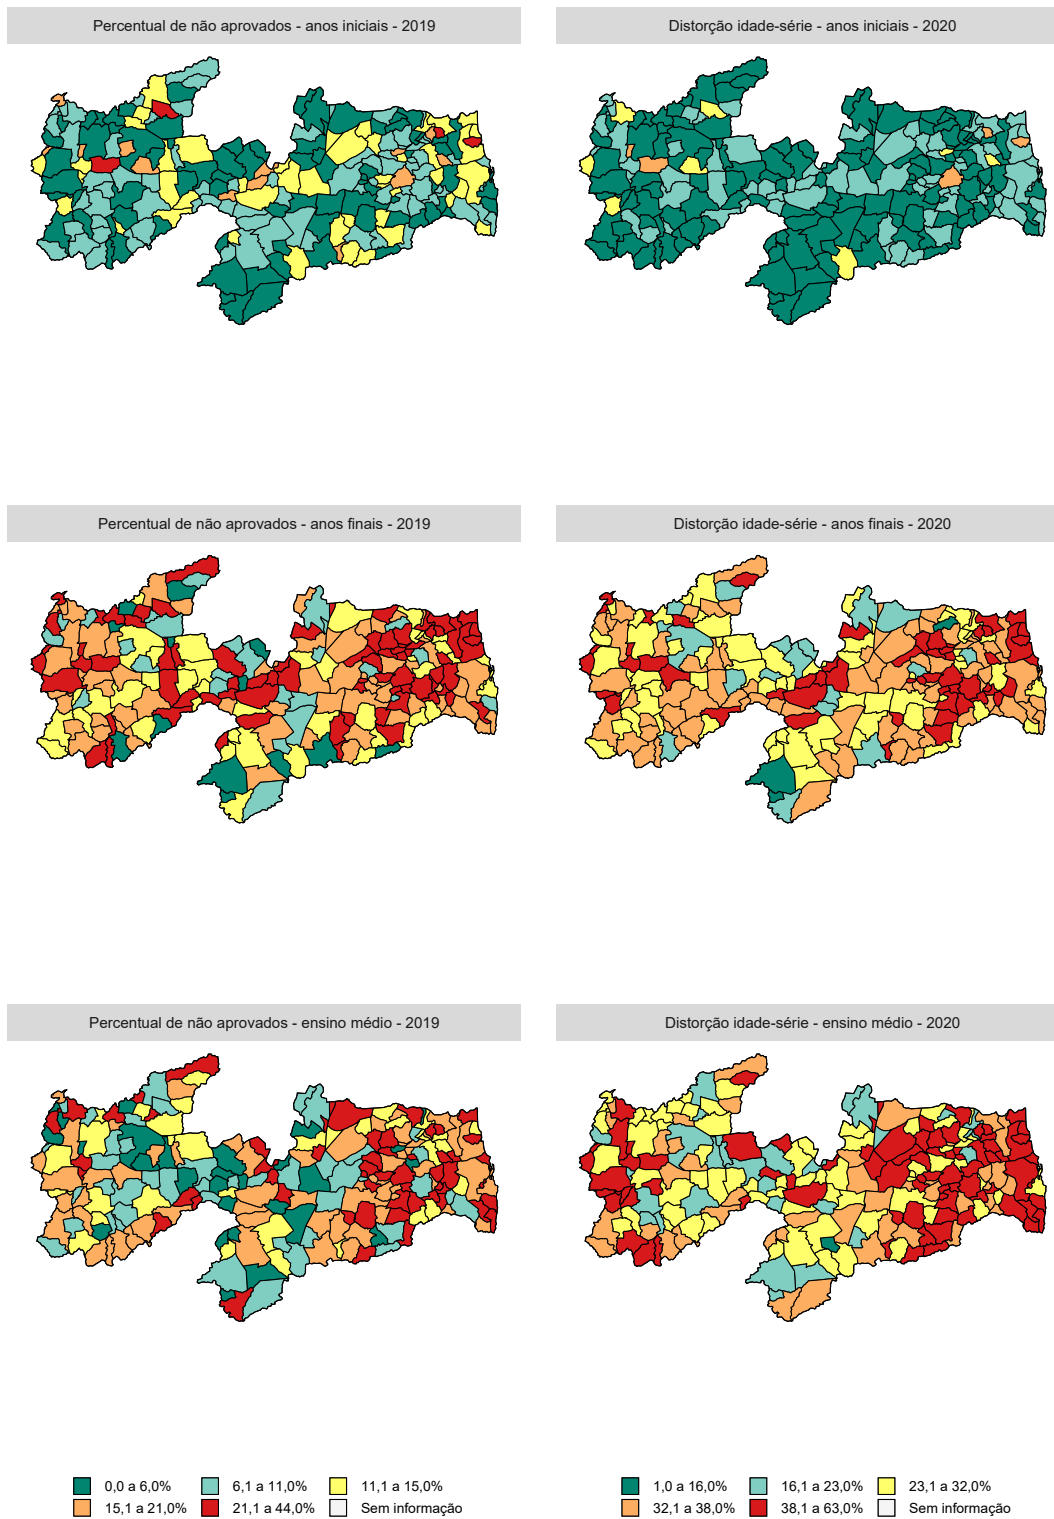 Percentual de não aprovados - anos iniciais - 2019
Distorção idade-série - anos iniciais - 2020
Percentual de não aprovados - anos finais - 2019
Distorção idade-série - anos finais - 2020
Percentual de não aprovados - ensino médio - 2019
Distorção idade-série - ensino médio - 2020
0,0 a 6,0% 6,1 a 11,0% 11,1 a 15,0%
15,1 a 21,0% 21,1 a 44,0% Sem informação
1,0 a 16,0% 16,1 a 23,0% 23,1 a 32,0%
32,1 a 38,0% 38,1 a 63,0% Sem informação